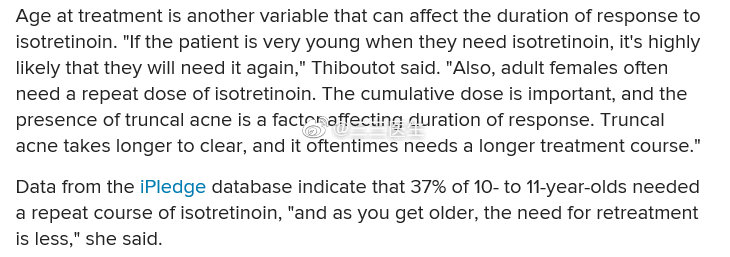 Age at treatment is another variable that can affect the duration of response to
isotretinoin. "If the patient is very young when they need isotretinoin, it's highly
likely that they will need it again," Thiboutot said. "Also, adult females often
need a repeat dose of isotretinoin. The cumulative dose is important, and the
presence of truncal acne is a factor affecting duration of response. Truncal
acne takes longer to clear, and it oftentimes needs a longer treatment course."
Data from the iPledge database indicate that 37% of 10- to 11-year-olds needed
a repeat course of isotretinoin, "and as you get older, the need for retreatment
is less," she said.